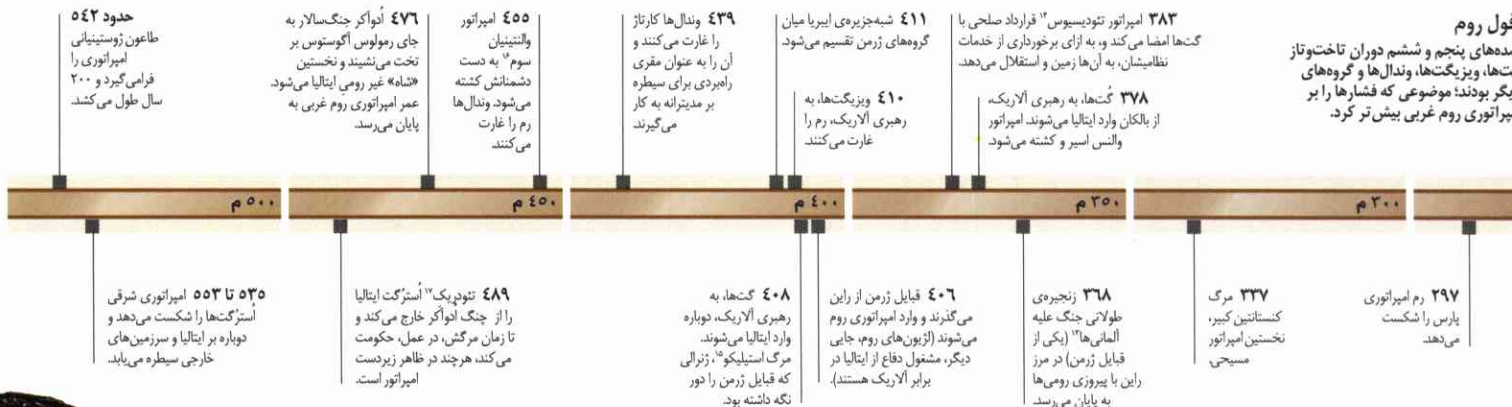 ول روم
سده‌های پنجم و ششم دوران تاخت‌وتاز
ت‌ها، ویزیگت‌ها، وندال‌ها و گروه‌های
یگر بودند؛ موضوعی که فشارها را بر
پراتوری روم غربی بیش‌تر کرد.
۳۸۳ امپراتور تئودیسیوس۱۴ قرارداد صلحی با
گت‌ها امضا می‌کند و، به ازای برخورداری از خدمات
نظامیشان، به آن‌ها زمین و استقلال می‌دهد.
۳۷۸ گُت‌ها، به رهبری آلاریک،
از بالکان وارد ایتالیا می‌شوند. امپراتور
والنس اسیر و کشته می‌شود.
۴۱۱ شبه‌جزیره‌ی ایبریا میان
گروه‌های ژرمن تقسیم می‌شود.
۴۱۰ ویزیگت‌ها، به
رهبری آلاریک، رم را
غارت می‌کنند.
۴۳۹ وندال‌ها کارتاژ
را غارت می‌کنند و
آن را به عنوان مقری
راهبردی برای سیطره
بر مدیترانه به کار
می‌گیرند
۴۵۵ امپراتور
والنتینیان
سوم۱۶ به دست
دشمنانش کشته
می‌شود. وندال‌ها
رم را غارت
می‌کنند.
۴۷۶ اُدوآکر جنگ‌سالار به
جای رمولوس آگوستوس بر
تخت می‌نشیند و نخستین
«شاه» غیر رومی ایتالیا می‌شود.
عمر امپراتوری روم غربی به
پایان می‌رسد.
حدود ۵۴۲
طاعون ژوستینیانی
امپراتوری را
فرامی‌گیرد و ۲۰۰
سال طول می‌کشد.
۳۰۰ م
۳۵۰ م
۴۰۰ م
۴۵۰ م
۵۰۰ م
۲۹۷ رم امپراتوری
پارس را شکست
می‌دهد.
۳۳۷ مرگ
کنستانتین کبیر،
نخستین امپراتور
مسیحی.
۳۶۸ زنجیره‌ی
طولانی جنگ علیه
آلمانی‌ها۱۳ (یکی از
قبایل ژرمن) در مرز
راین با پیروزی رومی‌ها
به پایان می‌رسد.
۴۰۶ قبایل ژرمن از راین
می‌گذرند و وارد امپراتوری روم
می‌شوند (لژیون‌های روم، جایی
دیگر، مشغول دفاع از ایتالیا در
برابر آلاریک هستند).
۴۰۸ گت‌ها، به
رهبری آلاریک، دوباره
وارد ایتالیا می‌شوند.
مرگ استیلیکو۱۵، ژنرالی
که قبایل ژرمن را دور
نگه داشته بود.
۴۸۹ تئودریک۱۷ اُسترُگت ایتالیا
را از چنگ اُدوآکر خارج می‌کند و
تا زمان مرگش، در عمل، حکومت
می‌کند، هرچند در ظاهر زیردست
امپراتور است.
۵۳۵ تا ۵۵۳ امپراتوری شرقی
اُسترُگت‌ها را شکست می‌دهد و
دوباره بر ایتالیا و سرزمین‌های
خارجی سیطره می‌یابد.